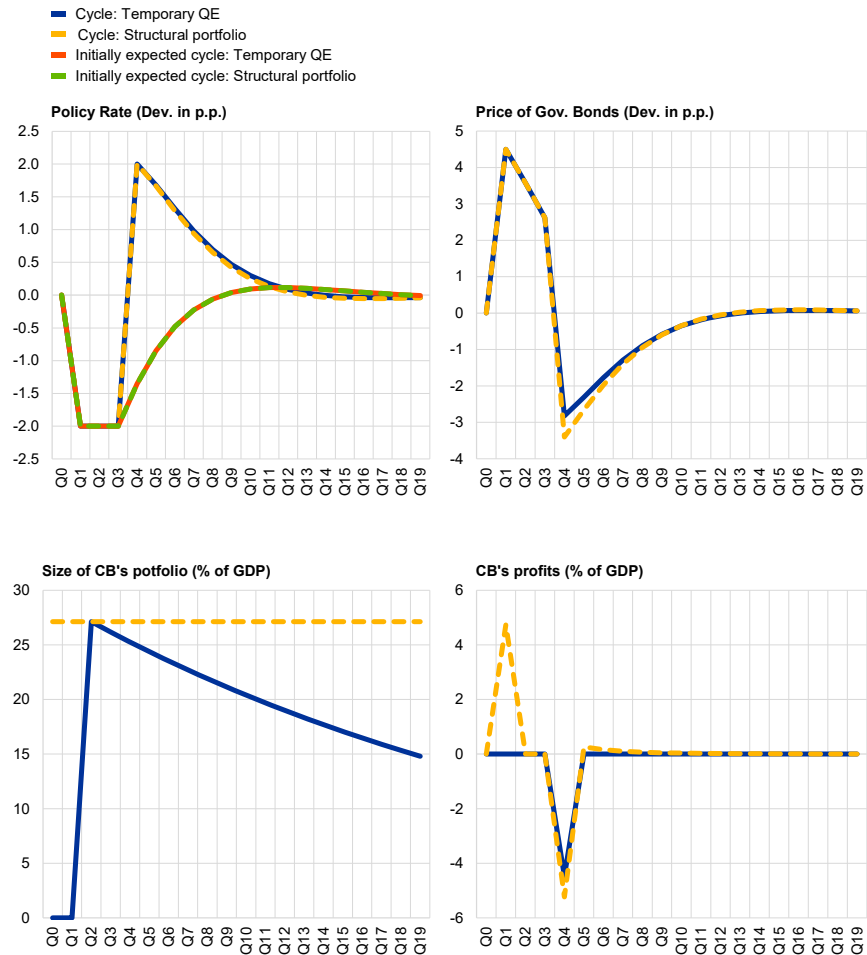 Cycle: Temporary QE
Cycle: Structural portfolio
Initially expected cycle: Temporary QE
Initially expected cycle: Structural portfolio
Policy Rate (Dev. in p.p.)
2.5
2.0
1.5
1.0
0.5
0.0
-0.5
-1.0
-1.5
-2.0
-2.5
Q0 Q1 Q2 Q3 Q4 Q5 Q6 Q7 Q8 Q9 Q10 Q11 Q12 Q13 Q14 Q15 Q16 Q17 Q18 Q19
Price of Gov. Bonds (Dev. in p.p.)
5
4
3
2
1
0
-1
-2
-3
-4
Q0 Q1 Q2 Q3 Q4 Q5 Q6 Q7 Q8 Q9 Q10 Q11 Q12 Q13 Q14 Q15 Q16 Q17 Q18 Q19
Size of CB's potfolio (% of GDP)
30
25
20
15
10
5
0
Q0 Q1 Q2 Q3 Q4 Q5 Q6 Q7 Q8 Q9 Q10 Q11 Q12 Q13 Q14 Q15 Q16 Q17 Q18 Q19
CB's profits (% of GDP)
6
4
2
0
-2
-4
-6
Q0 Q1 Q2 Q3 Q4 Q5 Q6 Q7 Q8 Q9 Q10 Q11 Q12 Q13 Q14 Q15 Q16 Q17 Q18 Q19